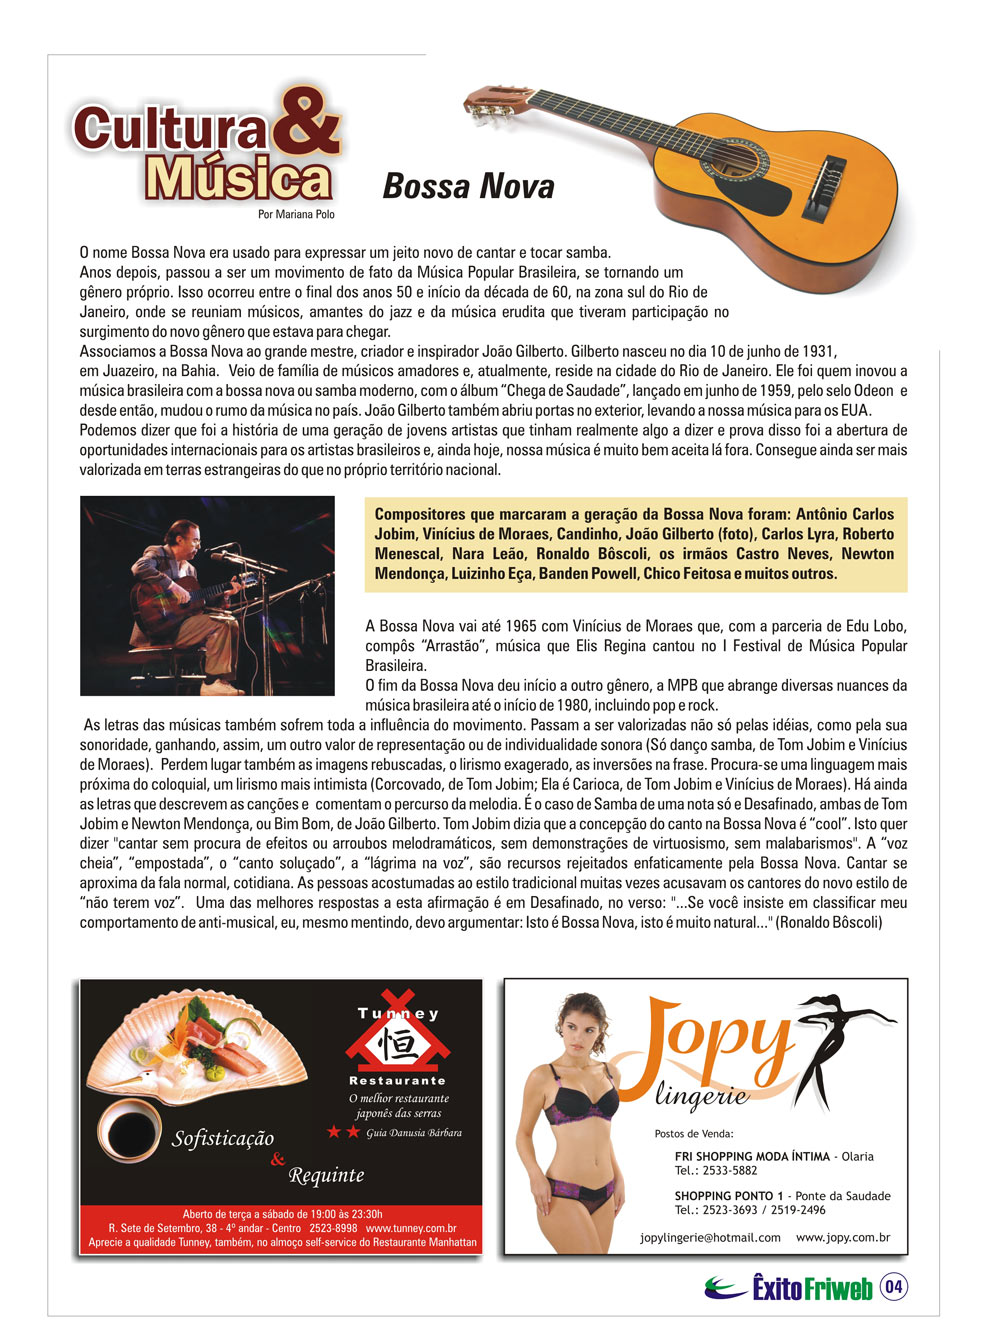 Cultura &
Música
Por Mariana Polo
Bossa Nova
O nome Bossa Nova era usado para expressar um jeito novo de cantar e tocar samba.
Anos depois, passou a ser um movimento de fato da Música Popular Brasileira, se tornando um
gênero próprio. Isso ocorreu entre o final dos anos 50 e início da década de 60, na zona sul do Rio de
Janeiro, onde se reuniam músicos, amantes do jazz e da música erudita que tiveram participação no
surgimento do novo gênero que estava para chegar.
Associamos a Bossa Nova ao grande mestre, criador e inspirador João Gilberto. Gilberto nasceu no dia 10 de junho de 1931,
em Juazeiro, na Bahia. Veio de família de músicos amadores e, atualmente, reside na cidade do Rio de Janeiro. Ele foi quem inovou a
música brasileira com a bossa nova ou samba moderno, com o álbum “Chega de Saudade”, lançado em junho de 1959, pelo selo Odeon e
desde então, mudou o rumo da música no país. João Gilberto também abriu portas no exterior, levando a nossa música para os EUA.
Podemos dizer que foi a história de uma geração de jovens artistas que tinham realmente algo a dizer e prova disso foi a abertura de
oportunidades internacionais para os artistas brasileiros e, ainda hoje, nossa música é muito bem aceita lá fora. Consegue ainda ser mais
valorizada em terras estrangeiras do que no próprio território nacional.
Compositores que marcaram a geração da Bossa Nova foram: Antônio Carlos
Jobim, Vinícius de Moraes, Candinho, João Gilberto (foto), Carlos Lyra, Roberto
Menescal, Nara Leão, Ronaldo Bôscoli, os irmãos Castro Neves, Newton
Mendonça, Luizinho Eça, Banden Powell, Chico Feitosa e muitos outros.
A Bossa Nova vai até 1965 com Vinícius de Moraes que, com a parceria de Edu Lobo,
compôs “Arrastão”, música que Elis Regina cantou no I Festival de Música Popular
Brasileira.
O fim da Bossa Nova deu início a outro gênero, a MPB que abrange diversas nuances da
música brasileira até o início de 1980, incluindo pop e rock.
As letras das músicas também sofrem toda a influência do movimento. Passam a ser valorizadas não só pelas idéias, como pela sua
sonoridade, ganhando, assim, um outro valor de representação ou de individualidade sonora (Só danço samba, de Tom Jobim e Vinícius
de Moraes). Perdem lugar também as imagens rebuscadas, o lirismo exagerado, as inversões na frase. Procura-se uma linguagem mais
próxima do coloquial, um lirismo mais intimista (Corcovado, de Tom Jobim; Ela é Carioca, de Tom Jobim e Vinícius de Moraes). Há ainda
as letras que descrevem as canções e comentam o percurso da melodia. É o caso de Samba de uma nota só e Desafinado, ambas de Tom
Jobim e Newton Mendonça, ou Bim Bom, de João Gilberto. Tom Jobim dizia que a concepção do canto na Bossa Nova é “cool”. Isto quer
dizer "cantar sem procura de efeitos ou arroubos melodramáticos, sem demonstrações de virtuosismo, sem malabarismos". A “voz
cheia”, “empostada”, o “canto soluçado”, a “lágrima na voz”, são recursos rejeitados enfaticamente pela Bossa Nova. Cantar se
aproxima da fala normal, cotidiana. As pessoas acostumadas ao estilo tradicional muitas vezes acusavam os cantores do novo estilo de
“não terem voz”. Uma das melhores respostas a esta afirmação é em Desafinado, no verso: "...Se você insiste em classificar meu
comportamento de anti-musical, eu, mesmo mentindo, devo argumentar: Isto é Bossa Nova, isto é muito natural..." (Ronaldo Bôscoli)
Tunney
恒
Restaurante
O melhor restaurante
japonês das serras
Guia Danusia Bárbara
Sofisticação
&
Requinte
Aberto de terça a sábado de 19:00 às 23:30h
R. Sete de Setembro, 38 - 4º andar - Centro 2523-8998 www.tunney.com.br
Aprecie a qualidade Tunney, também, no almoço self-service do Restaurante Manhattan
Jopy
lingerie
Postos de Venda:
FRI SHOPPING MODA ÍNTIMA - Olaria
Tel.: 2533-5882
SHOPPING PONTO 1 - Ponte da Saudade
Tel.: 2523-3693 / 2519-2496
jopylingerie@hotmail.com www.jopy.com.br
ÊxitoFriweb 04